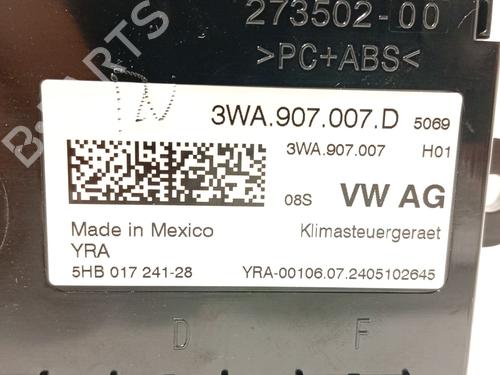 273502-00
>PC+ABS<
3WA.907.007.D 5069
3WA.907.007 H01
08S VW AG
Made in Mexico Klimasteuergeraet
YRA
5HB 017 241-28 YRA-00106.07.2405102645
D F